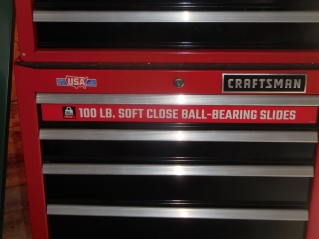 USA
CRAFTSMAN
100 LB. SOFT CLOSE BALL-BEARING SLIDES